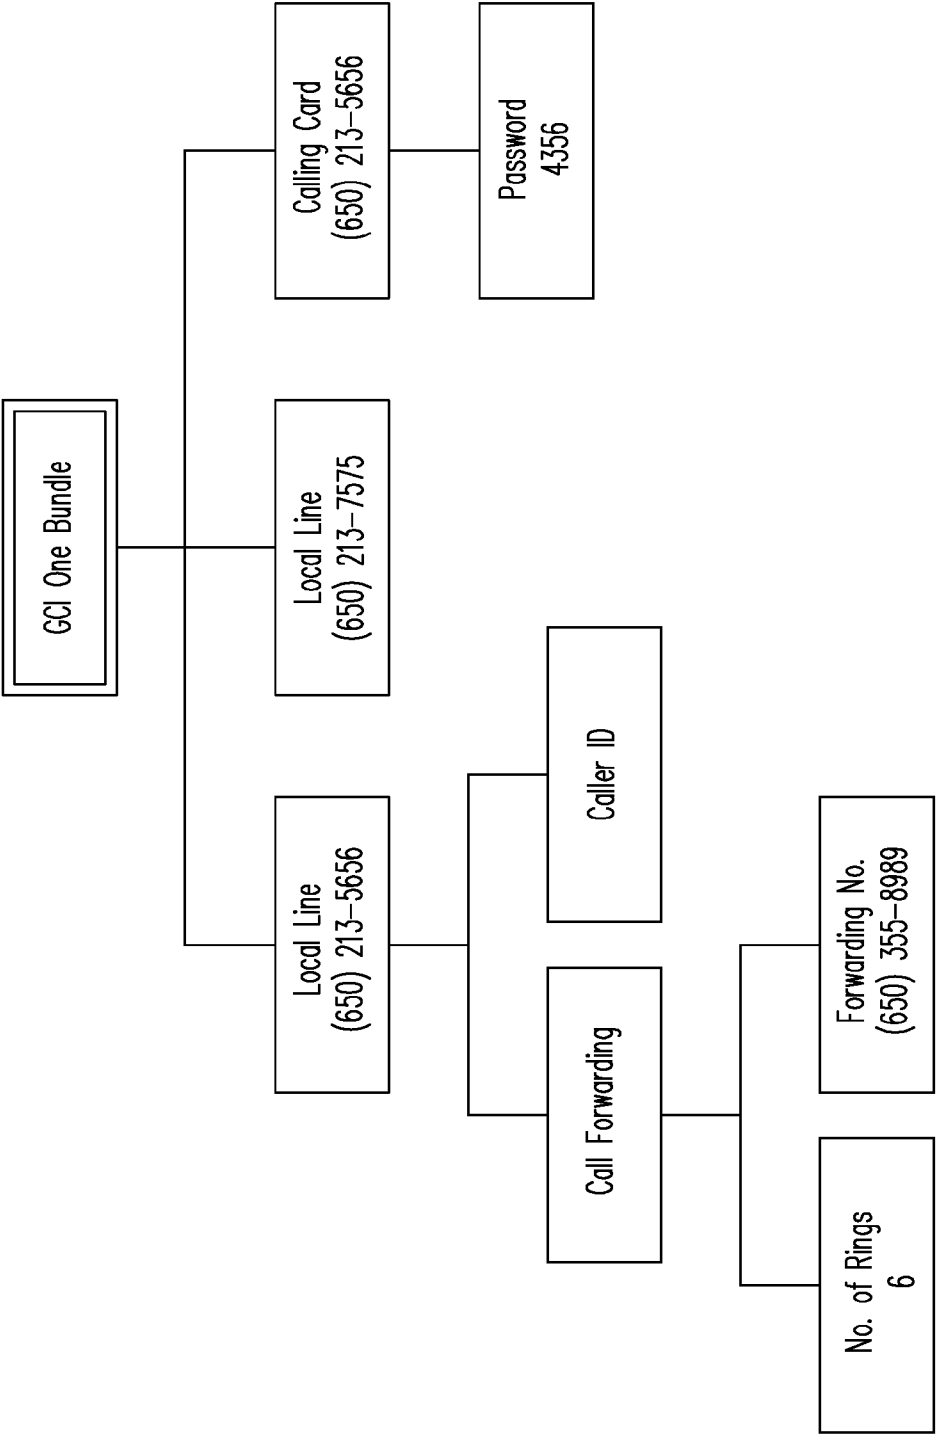 GCI One Bundle
Local Line
(650) 213-5656
Local Line
(650) 213-7575
Calling Card
(650) 213-5656
Call Forwarding
Caller ID
Password
4356
No. of Rings
6
Forwarding No.
(650) 355-8989